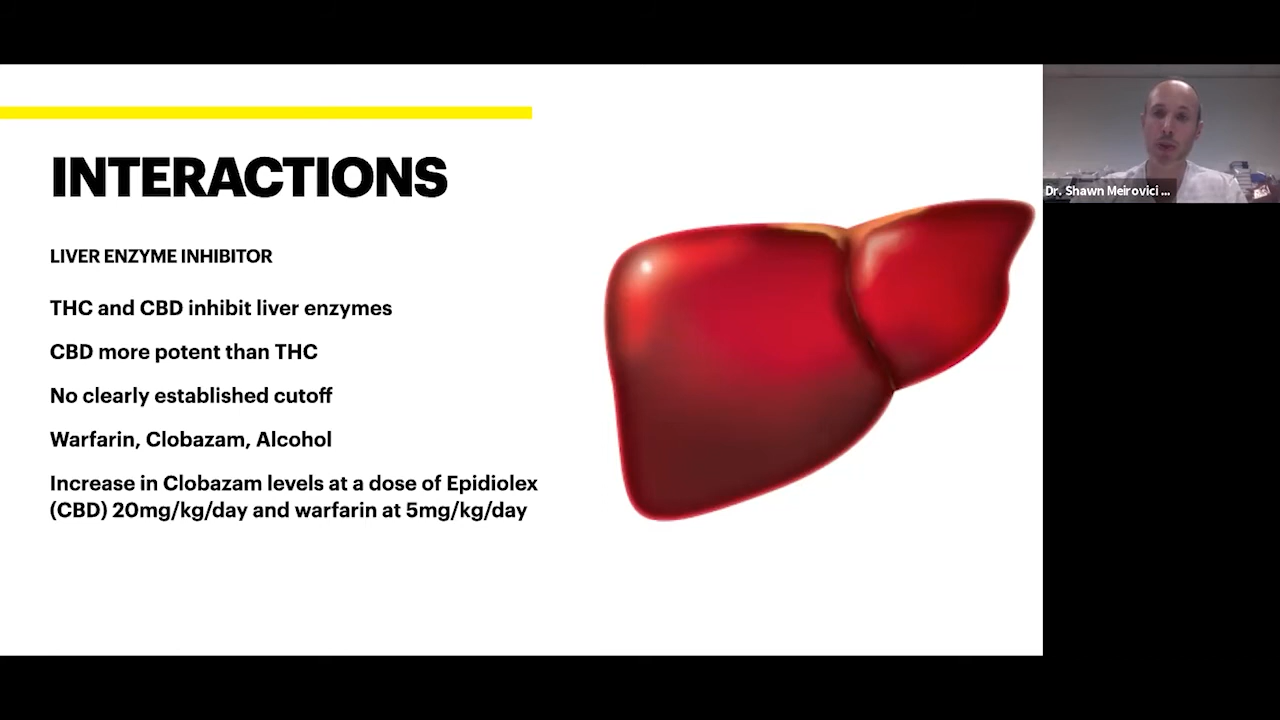 INTERACTIONS
LIVER ENZYME INHIBITOR
THC and CBD inhibit liver enzymes
CBD more potent than THC
No clearly established cutoff
Warfarin, Clobazam, Alcohol
Increase in Clobazam levels at a dose of Epidiolex
(CBD) 20mg/kg/day and warfarin at 5mg/kg/day
Dr. Shawn Meirovici ...